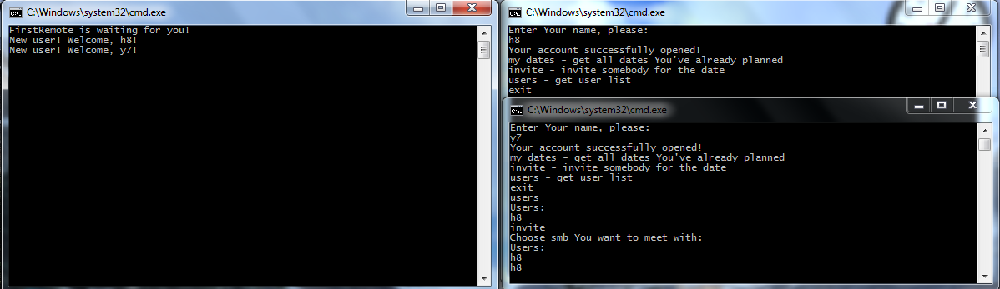 C:\Windows\system32\cmd.exe
FirstRemote is waiting for you!
New user! Welcome, h8!
New user! Welcome, y7!
C:\Windows\system32\cmd.exe
Enter Your name, please:
h8
Your account successfully opened!
my dates - get all dates You've already planned
invite - invite somebody for the date
users - get user list
exit
C:\Windows\system32\cmd.exe
Enter Your name, please:
y7
Your account successfully opened!
my dates - get all dates You've already planned
invite - invite somebody for the date
users - get user list
exit
users
Users:
h8
invite
Choose smb You want to meet with:
Users:
h8
h8